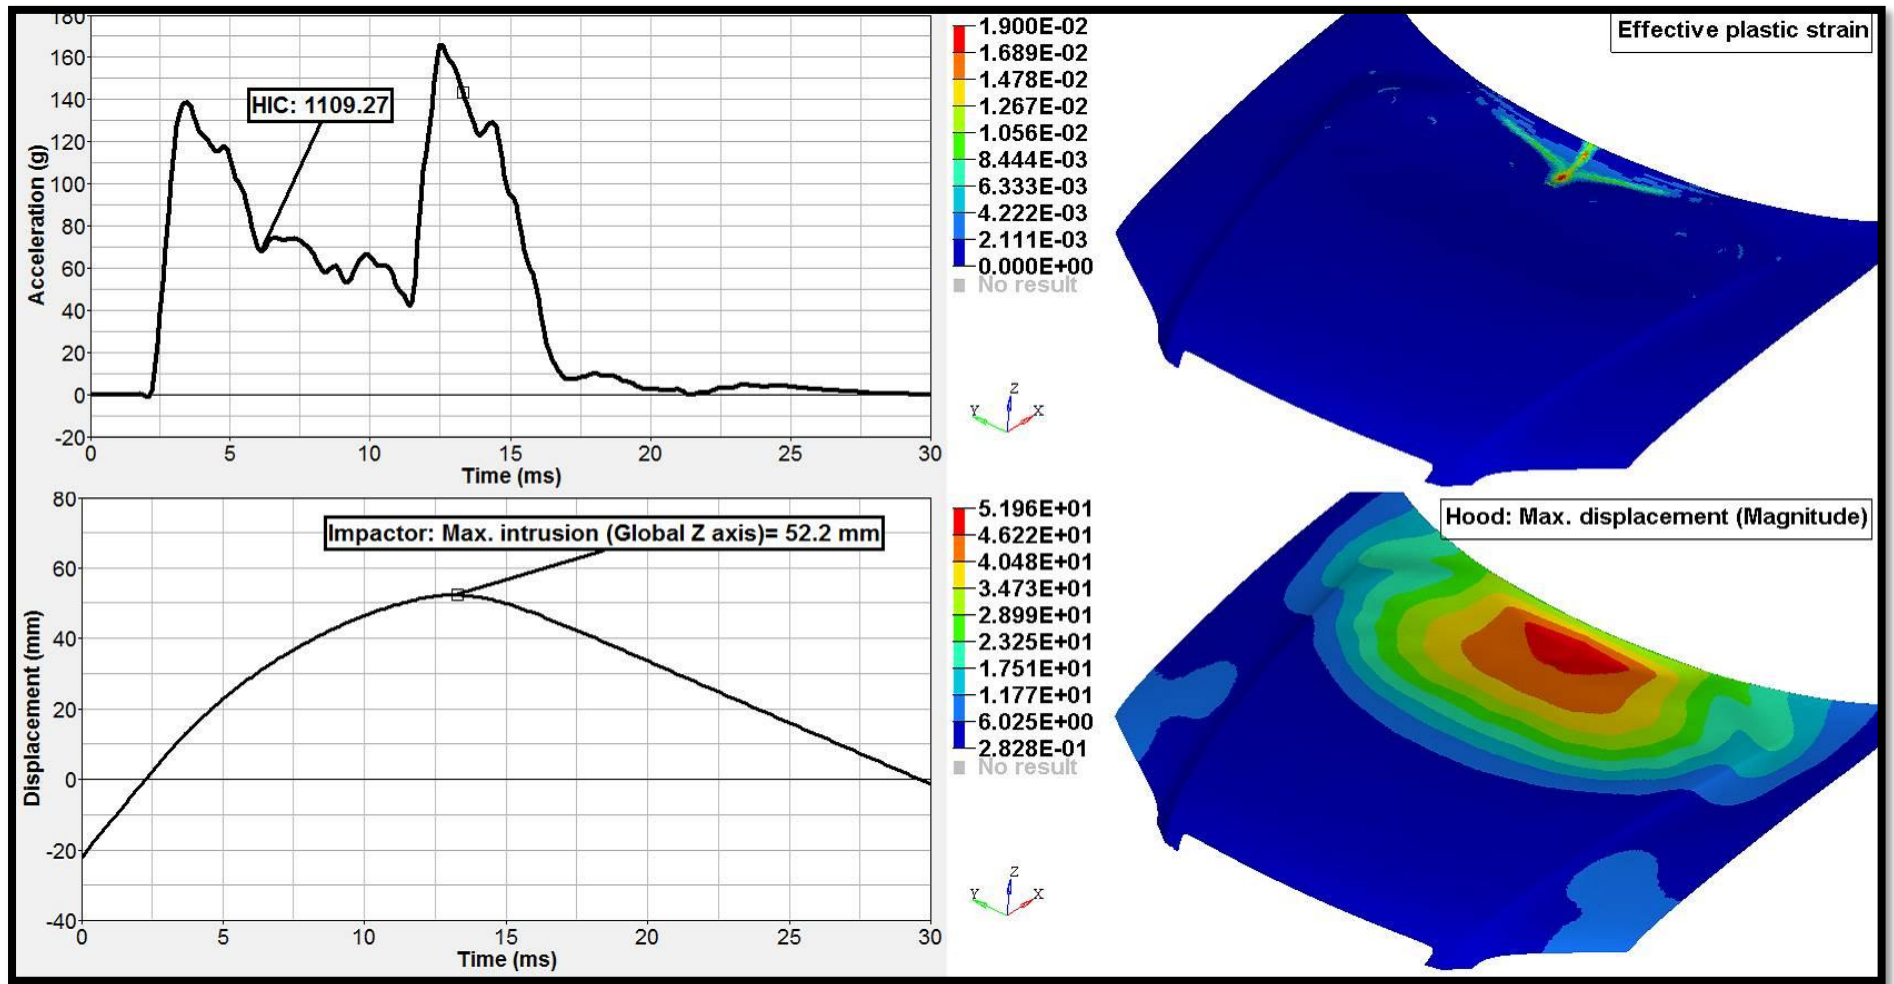 180
160
140
120
100
80
60
40
20
0
-20
Acceleration (g)
HIC: 1109.27
0 5 10 15 20 25 30
Time (ms)
1.900E-02
1.689E-02
1.478E-02
1.267E-02
1.056E-02
8.444E-03
6.333E-03
4.222E-03
2.111E-03
0.000E+00
No result
Effective plastic strain
Z
Y X
80
60
40
20
0
-20
-40
Displacement (mm)
Impactor: Max. intrusion (Global Z axis)= 52.2 mm
0 5 10 15 20 25 30
Time (ms)
5.196E+01
4.622E+01
4.048E+01
3.473E+01
2.899E+01
2.325E+01
1.751E+01
1.177E+01
6.025E+00
2.828E-01
No result
Hood: Max. displacement (Magnitude)
Z
Y X